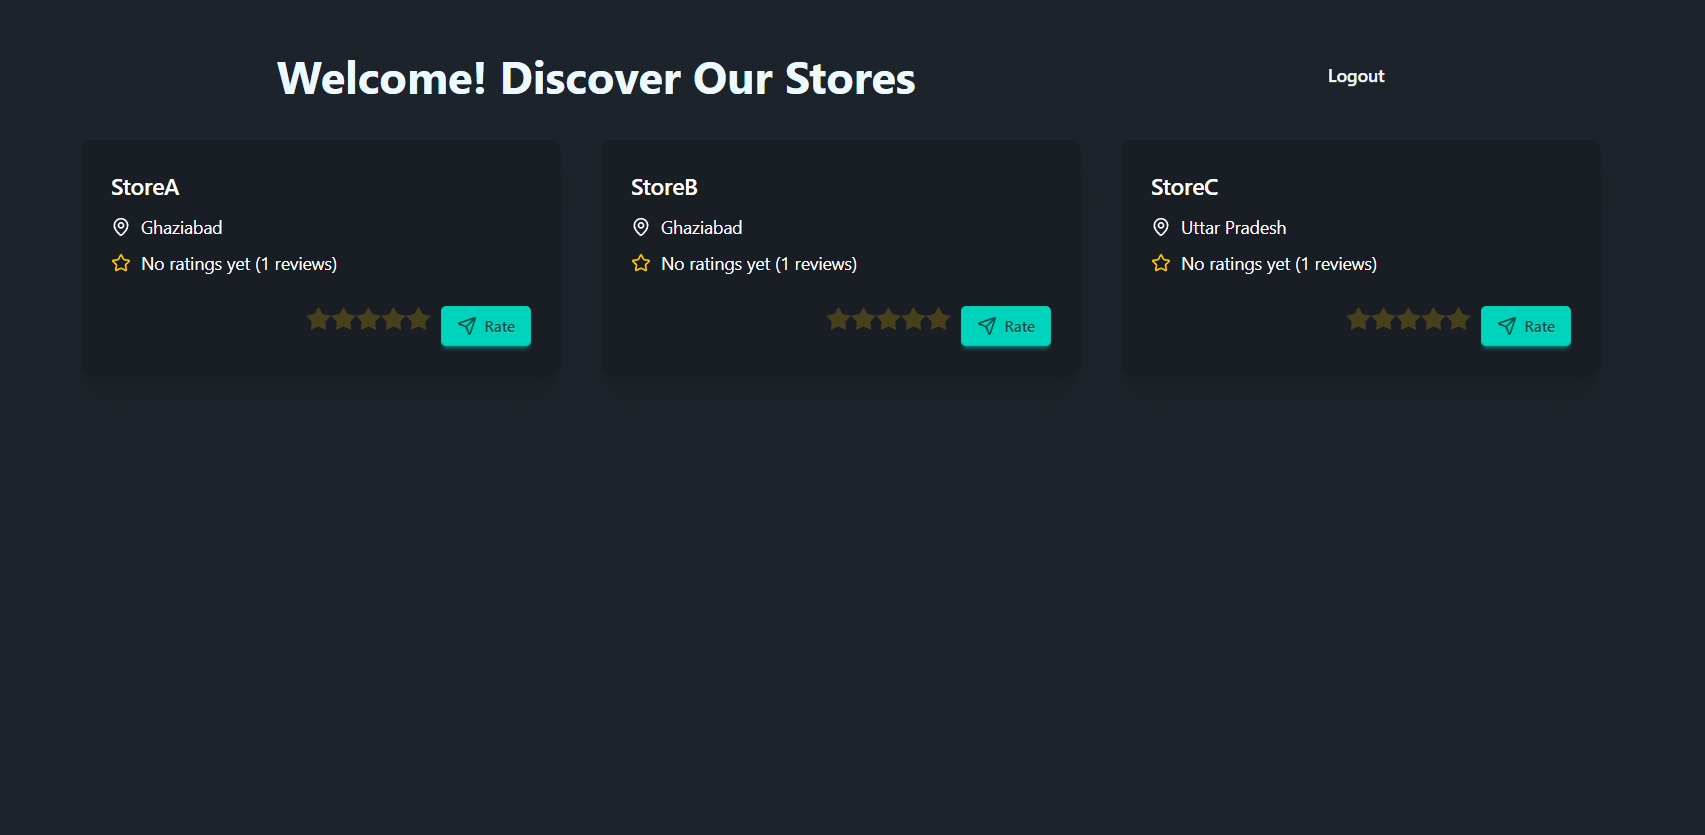 Welcome! Discover Our Stores
Logout
StoreA
Ghaziabad
No ratings yet (1 reviews)
Rate
StoreB
Ghaziabad
No ratings yet (1 reviews)
Rate
StoreC
Uttar Pradesh
No ratings yet (1 reviews)
Rate